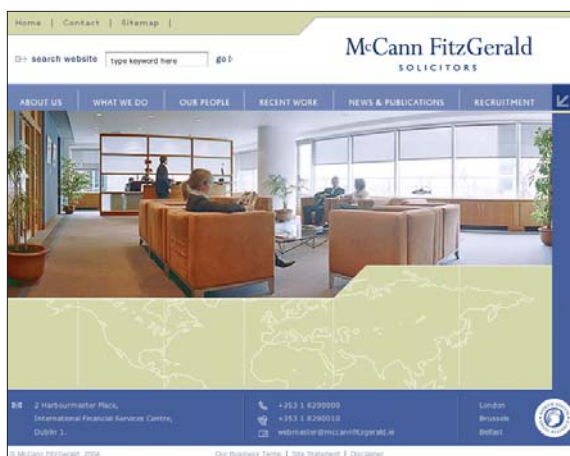 Home | Contact | Sitemap |
search website type keyword here go
McCann FitzGerald
SOLICITORS
ABOUT US WHAT WE DO OUR PEOPLE RECENT WORK NEWS & PUBLICATIONS RECRUITMENT
2 Harbourmaster Place,
International Financial Services Centre,
Dublin 1.
+353 1 8290000
+353 1 8290010
webmaster@mccannfitzgerald.ie
London
Brussels
Belfast
© McCann FitzGerald, 2004 Our Business Terms | Site Statement | Disclaimer